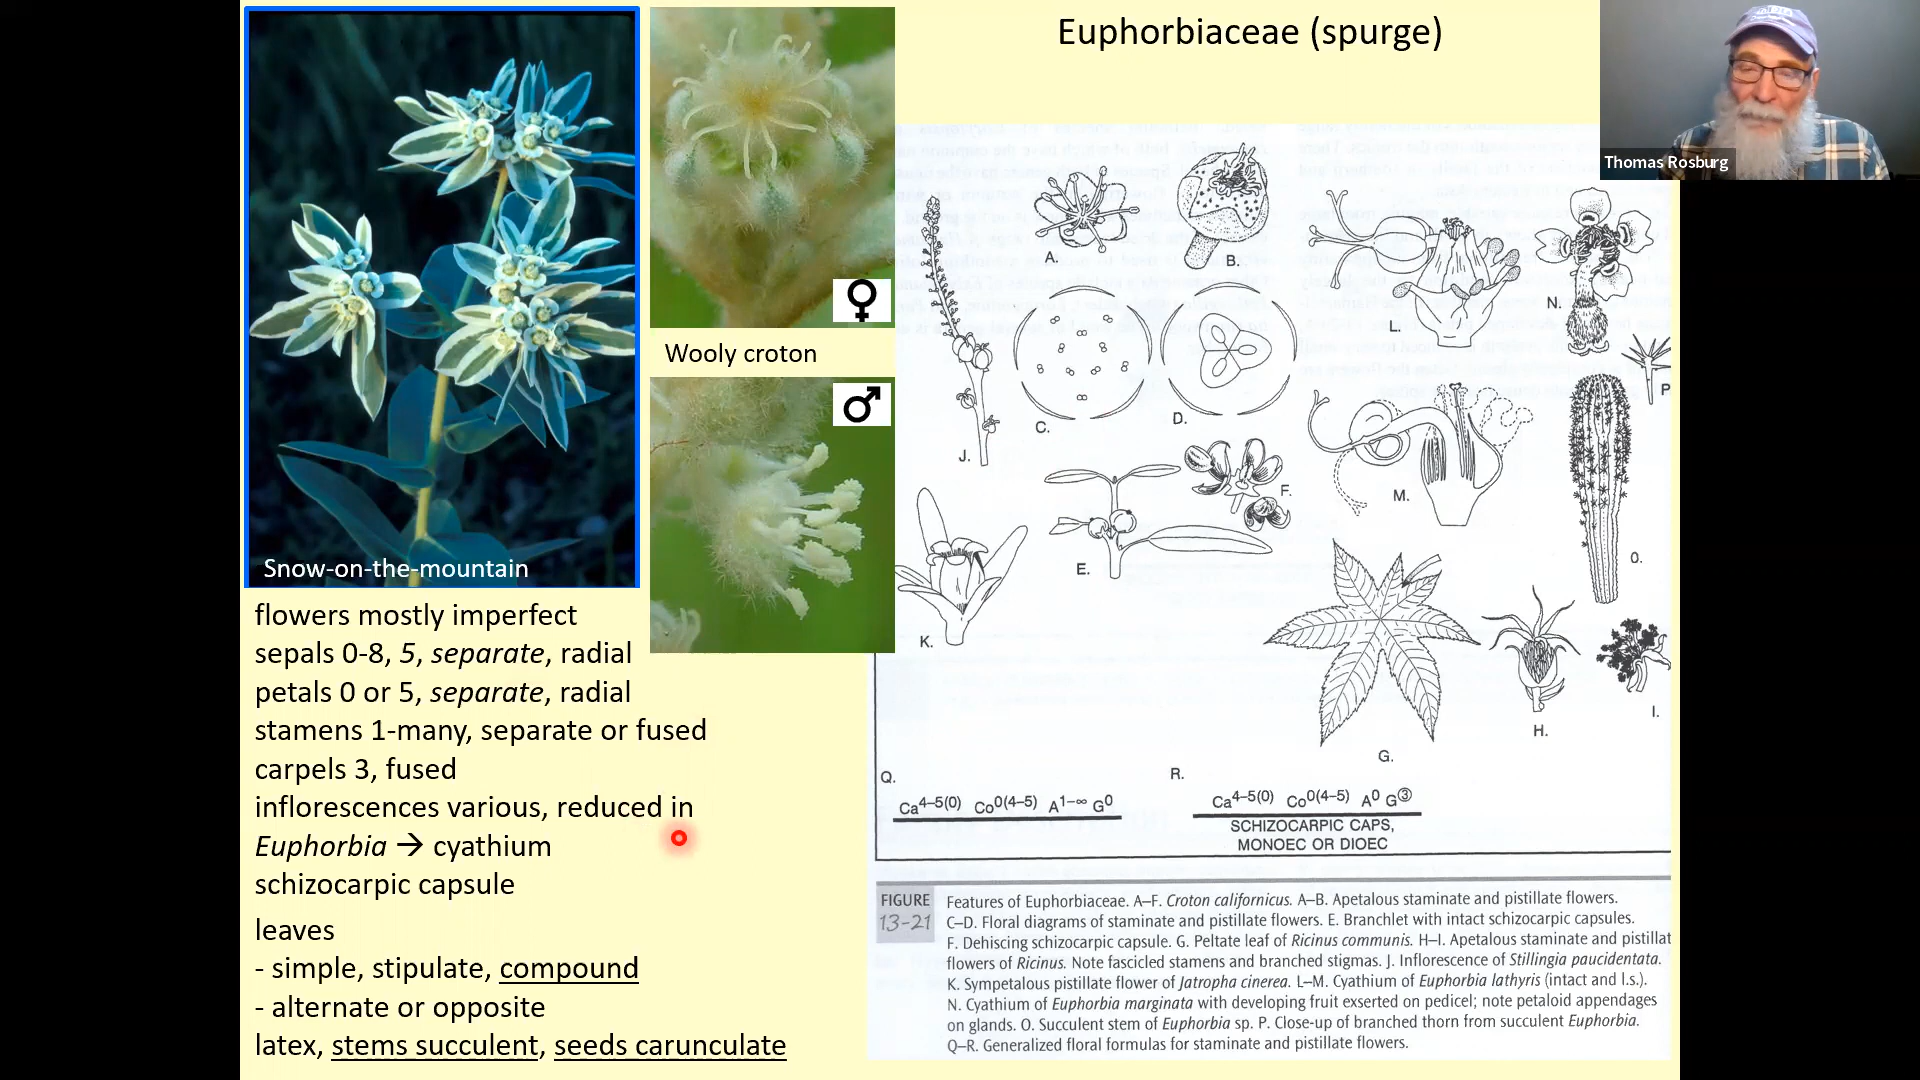 Euphorbiaceae (spurge)
Thomas Rosburg
Snow-on-the-mountain
♀
Wooly croton
♂
flowers mostly imperfect
sepals 0-8, 5, separate, radial
petals 0 or 5, separate, radial
stamens 1-many, separate or fused
carpels 3, fused
inflorescences various, reduced in
Euphorbia → cyathium
schizocarpic capsule
leaves
- simple, stipulate, compound
- alternate or opposite
latex, stems succulent, seeds carunculate
A.
B.
C.
D.
E.
F.
G.
H.
I.
J.
K.
L.
M.
N.
O.
P
Q.
Ca⁴⁻⁵⁽⁰⁾ Co⁰⁽⁴⁻⁵⁾ A¹⁻∞ G⁰
R.
Ca⁴⁻⁵⁽⁰⁾ Co⁰⁽⁴⁻⁵⁾ A⁰ G③
SCHIZOCARPIC CAPS,
MONOEC OR DIOEC
FIGURE
13-21
Features of Euphorbiaceae. A–F. Croton californicus. A–B. Apetalous staminate and pistillate flowers.
C–D. Floral diagrams of staminate and pistillate flowers. E. Branchlet with intact schizocarpic capsules.
F. Dehiscing schizocarpic capsule. G. Peltate leaf of Ricinus communis. H–I. Apetalous staminate and pistillat
flowers of Ricinus. Note fascicled stamens and branched stigmas. J. Inflorescence of Stillingia paucidentata.
K. Sympetalous pistillate flower of Jatropha cinerea. L–M. Cyathium of Euphorbia lathyris (intact and l.s.).
N. Cyathium of Euphorbia marginata with developing fruit exserted on pedicel; note petaloid appendages
on glands. O. Succulent stem of Euphorbia sp. P. Close-up of branched thorn from succulent Euphorbia.
Q–R. Generalized floral formulas for staminate and pistillate flowers.